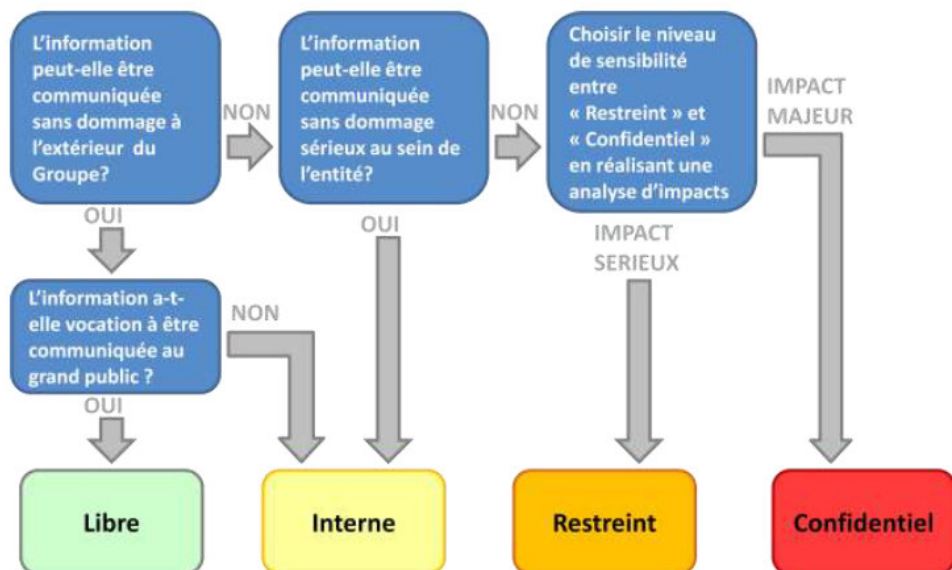 L'information
peut-elle être
communiquée
sans dommage à
l'extérieur du
Groupe?
NON
L'information
peut-elle être
communiquée
sans dommage
sérieux au sein de
l'entité?
NON
Choisir le niveau
de sensibilité
entre
« Restreint » et
« Confidentiel »
en réalisant une
analyse d'impacts
IMPACT
MAJEUR
OUI
OUI
IMPACT
SERIEUX
L'information a-t-
elle vocation à être
communiquée au
grand public ?
NON
OUI
Libre
Interne
Restreint
Confidentiel